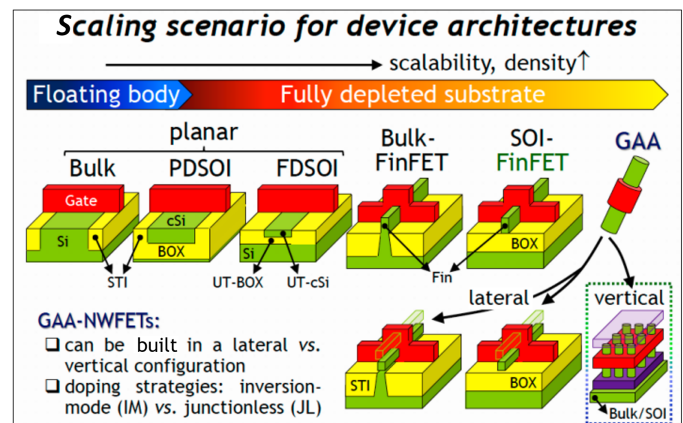 Scaling scenario for device architectures
scalability, density↑
Floating body
Fully depleted substrate
planar
Bulk
PDSOI
FDSOI
Bulk-
FinFET
SOI-
FinFET
GAA
Gate
Si
cSi
BOX
Si
BOX
STI
UT-BOX
UT-cSi
Fin
lateral
vertical
GAA-NWFETs:
❑ can be built in a lateral vs.
vertical configuration
❑ doping strategies: inversion-
mode (IM) vs. junctionless (JL)
STI
BOX
Bulk/SOI